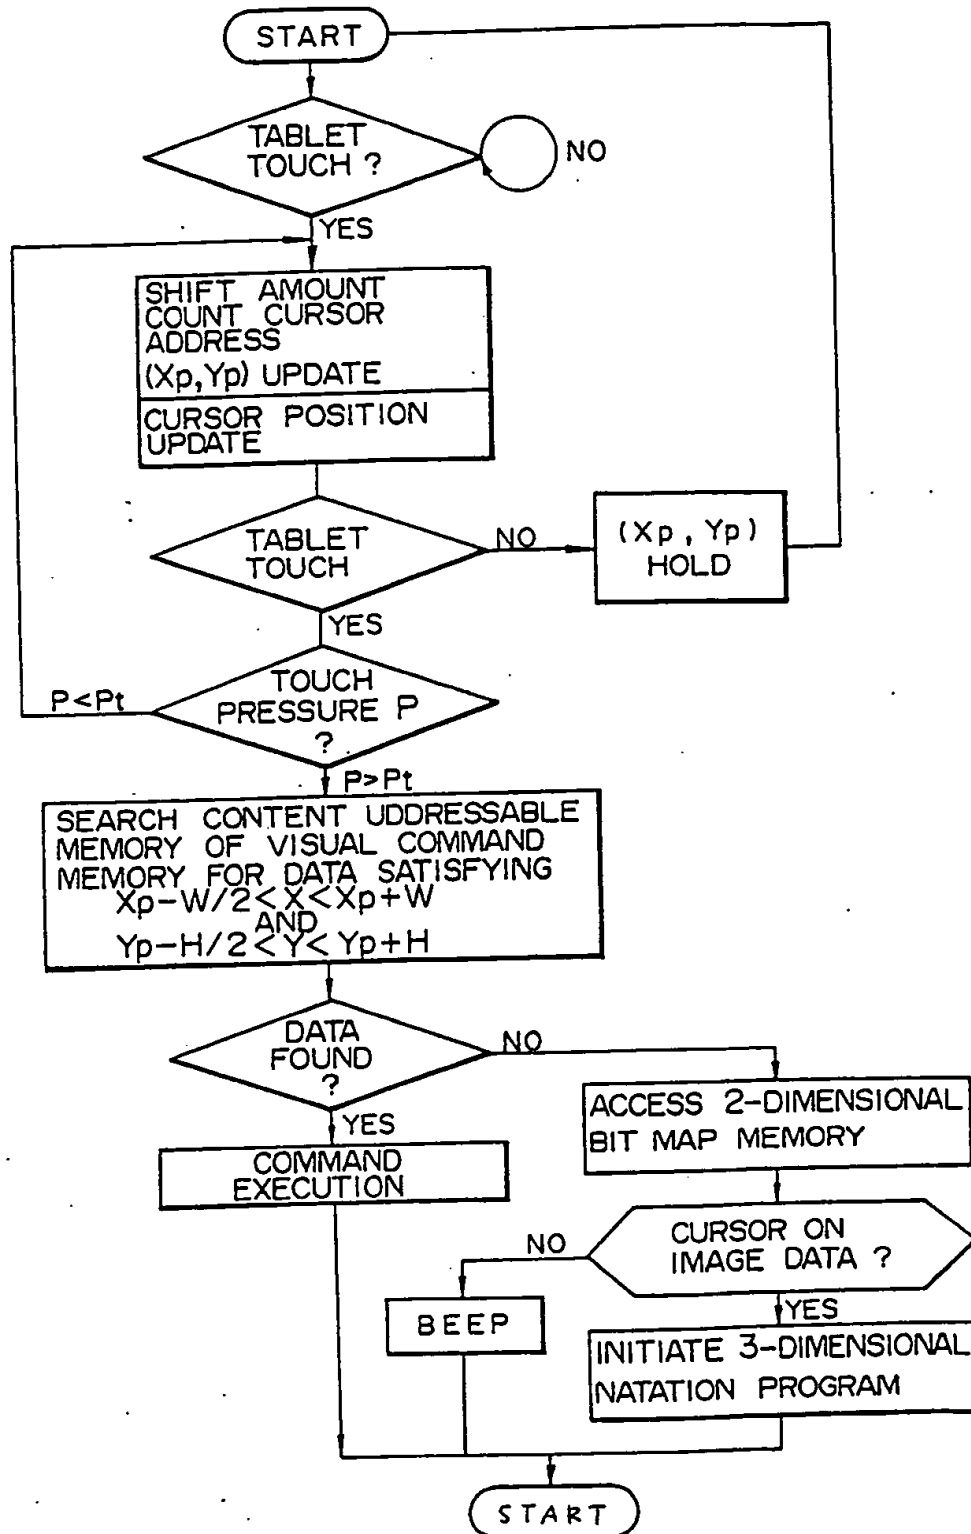 START
TABLET
TOUCH ?
NO
YES
SHIFT AMOUNT
COUNT CURSOR
ADDRESS
(Xp,Yp) UPDATE
CURSOR POSITION
UPDATE
TABLET
TOUCH
NO
(Xp , Yp)
HOLD
YES
TOUCH
PRESSURE P
?
P<Pt
P>Pt
SEARCH CONTENT UDDRESSABLE
MEMORY OF VISUAL COMMAND
MEMORY FOR DATA SATISFYING
Xp-W/2<X<Xp+W
AND
Yp-H/2<Y<Yp+H
DATA
FOUND
?
NO
YES
ACCESS 2-DIMENSIONAL
BIT MAP MEMORY
COMMAND
EXECUTION
CURSOR ON
IMAGE DATA ?
NO
YES
BEEP
INITIATE 3-DIMENSIONAL
NATATION PROGRAM
START